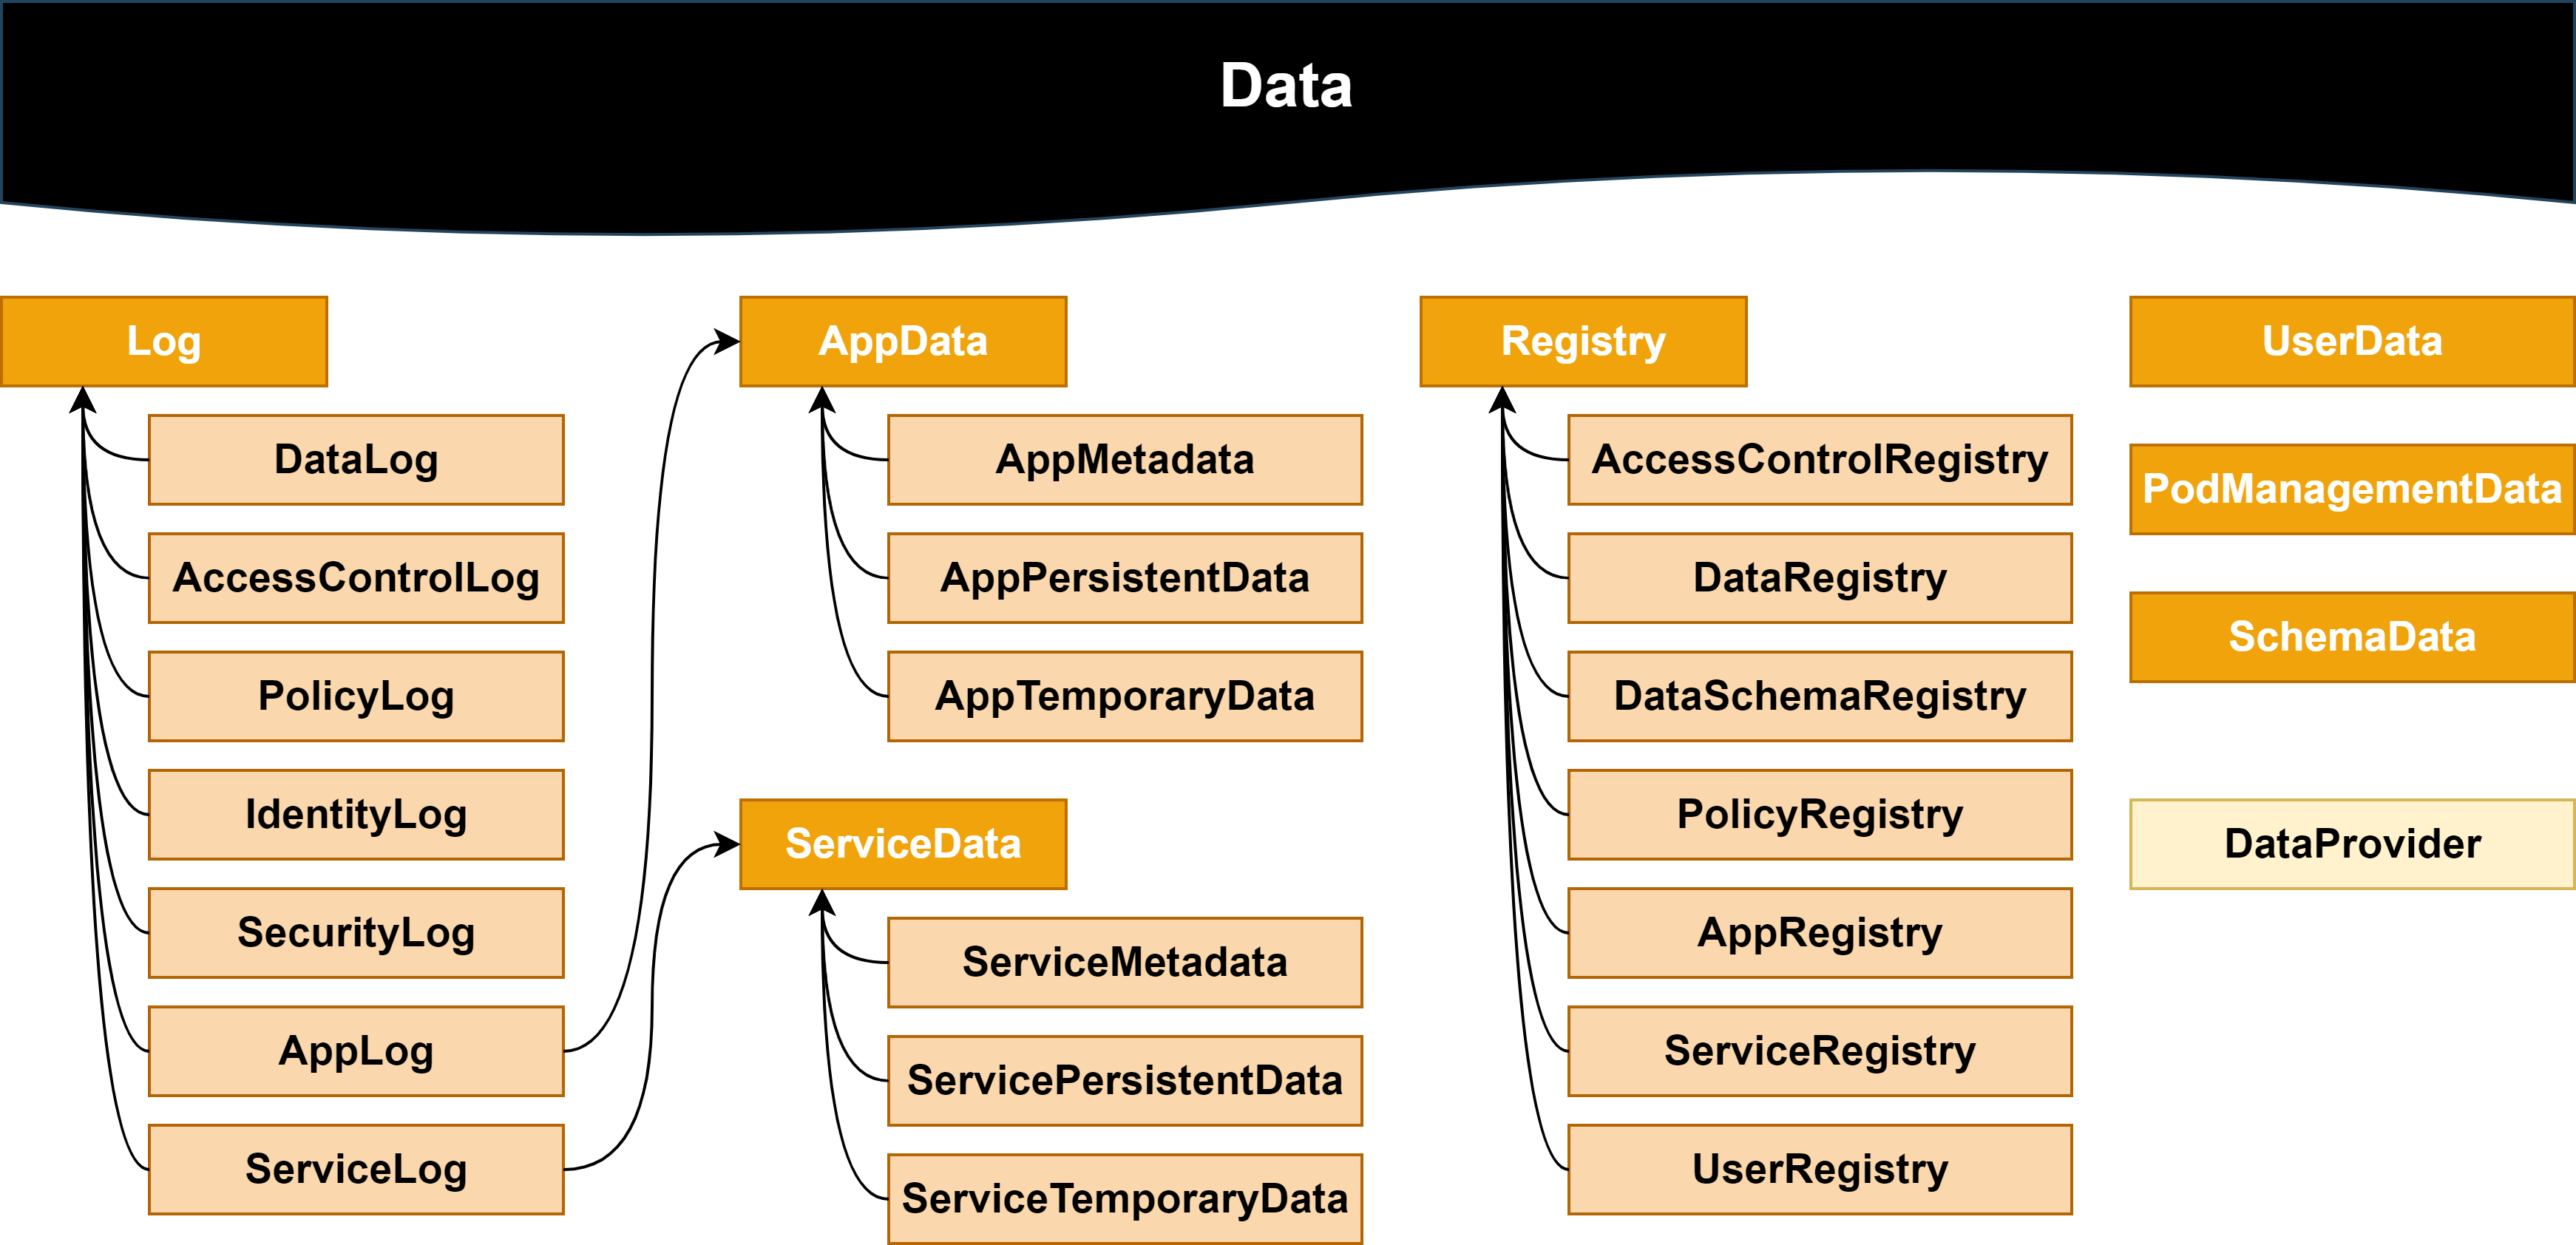 Data
Log
DataLog
AccessControlLog
PolicyLog
IdentityLog
SecurityLog
AppLog
ServiceLog
AppData
AppMetadata
AppPersistentData
AppTemporaryData
ServiceData
ServiceMetadata
ServicePersistentData
ServiceTemporaryData
Registry
AccessControlRegistry
DataRegistry
DataSchemaRegistry
PolicyRegistry
AppRegistry
ServiceRegistry
UserRegistry
UserData
PodManagementData
SchemaData
DataProvider